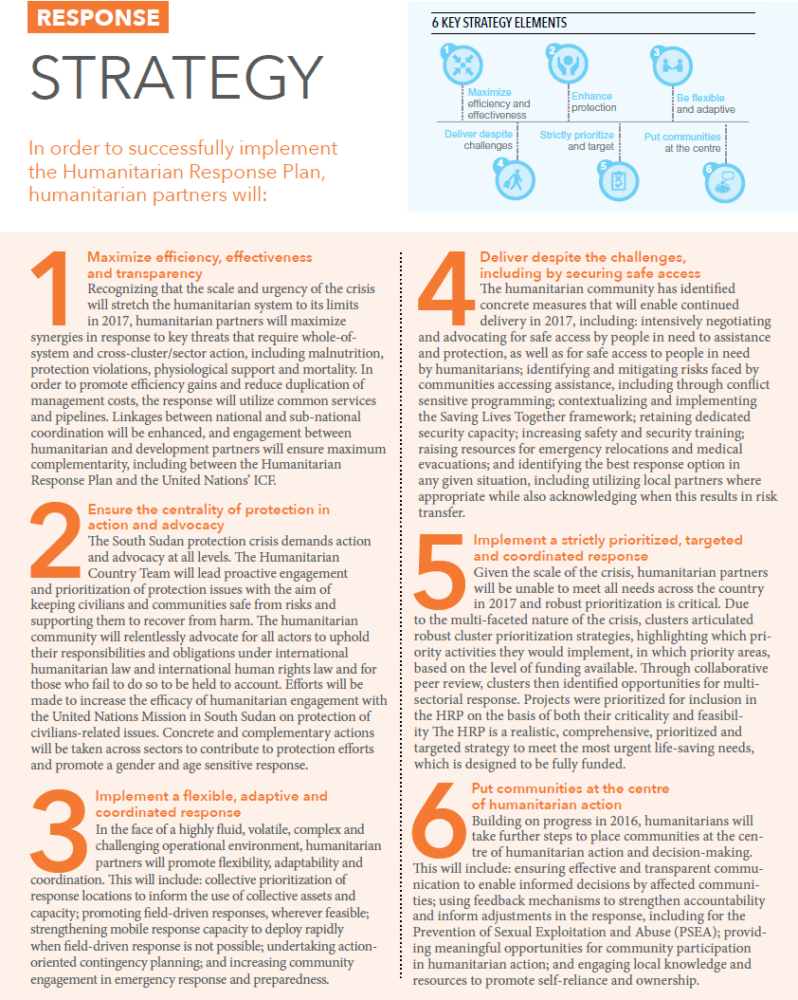 RESPONSE
STRATEGY
In order to successfully implement
the Humanitarian Response Plan,
humanitarian partners will:
6 KEY STRATEGY ELEMENTS
1
Maximize
efficiency and
effectiveness
2
Enhance
protection
3
Be flexible
and adaptive
Deliver despite
challenges
4
Strictly prioritize
and target
5
Put communities
at the centre
6
1
Maximize efficiency, effectiveness
and transparency
Recognizing that the scale and urgency of the crisis
will stretch the humanitarian system to its limits
in 2017, humanitarian partners will maximize
synergies in response to key threats that require whole-of-
system and cross-cluster/sector action, including malnutrition,
protection violations, physiological support and mortality. In
order to promote efficiency gains and reduce duplication of
management costs, the response will utilize common services
and pipelines. Linkages between national and sub-national
coordination will be enhanced, and engagement between
humanitarian and development partners will ensure maximum
complementarity, including between the Humanitarian
Response Plan and the United Nations’ ICF.
2
Ensure the centrality of protection in
action and advocacy
The South Sudan protection crisis demands action
and advocacy at all levels. The Humanitarian
Country Team will lead proactive engagement
and prioritization of protection issues with the aim of
keeping civilians and communities safe from risks and
supporting them to recover from harm. The humanitarian
community will relentlessly advocate for all actors to uphold
their responsibilities and obligations under international
humanitarian law and international human rights law and for
those who fail to do so to be held to account. Efforts will be
made to increase the efficacy of humanitarian engagement with
the United Nations Mission in South Sudan on protection of
civilians-related issues. Concrete and complementary actions
will be taken across sectors to contribute to protection efforts
and promote a gender and age sensitive response.
3
Implement a flexible, adaptive and
coordinated response
In the face of a highly fluid, volatile, complex and
challenging operational environment, humanitarian
partners will promote flexibility, adaptability and
coordination. This will include: collective prioritization of
response locations to inform the use of collective assets and
capacity; promoting field-driven responses, wherever feasible;
strengthening mobile response capacity to deploy rapidly
when field-driven response is not possible; undertaking action-
oriented contingency planning; and increasing community
engagement in emergency response and preparedness.
4
Deliver despite the challenges,
including by securing safe access
The humanitarian community has identified
concrete measures that will enable continued
delivery in 2017, including: intensively negotiating
and advocating for safe access by people in need to assistance
and protection, as well as for safe access to people in need
by humanitarians; identifying and mitigating risks faced by
communities accessing assistance, including through conflict
sensitive programming; contextualizing and implementing
the Saving Lives Together framework; retaining dedicated
security capacity; increasing safety and security training;
raising resources for emergency relocations and medical
evacuations; and identifying the best response option in
any given situation, including utilizing local partners where
appropriate while also acknowledging when this results in risk
transfer.
5
Implement a strictly prioritized, targeted
and coordinated response
Given the scale of the crisis, humanitarian partners
will be unable to meet all needs across the country
in 2017 and robust prioritization is critical. Due
to the multi-faceted nature of the crisis, clusters articulated
robust cluster prioritization strategies, highlighting which pri-
ority activities they would implement, in which priority areas,
based on the level of funding available. Through collaborative
peer review, clusters then identified opportunities for multi-
sectorial response. Projects were prioritized for inclusion in
the HRP on the basis of both their criticality and feasibil-
ity The HRP is a realistic, comprehensive, prioritized and
targeted strategy to meet the most urgent life-saving needs,
which is designed to be fully funded.
6
Put communities at the centre
of humanitarian action
Building on progress in 2016, humanitarians will
take further steps to place communities at the cen-
tre of humanitarian action and decision-making.
This will include: ensuring effective and transparent commu-
nication to enable informed decisions by affected communi-
ties; using feedback mechanisms to strengthen accountability
and inform adjustments in the response, including for the
Prevention of Sexual Exploitation and Abuse (PSEA); provid-
ing meaningful opportunities for community participation
in humanitarian action; and engaging local knowledge and
resources to promote self-reliance and ownership.